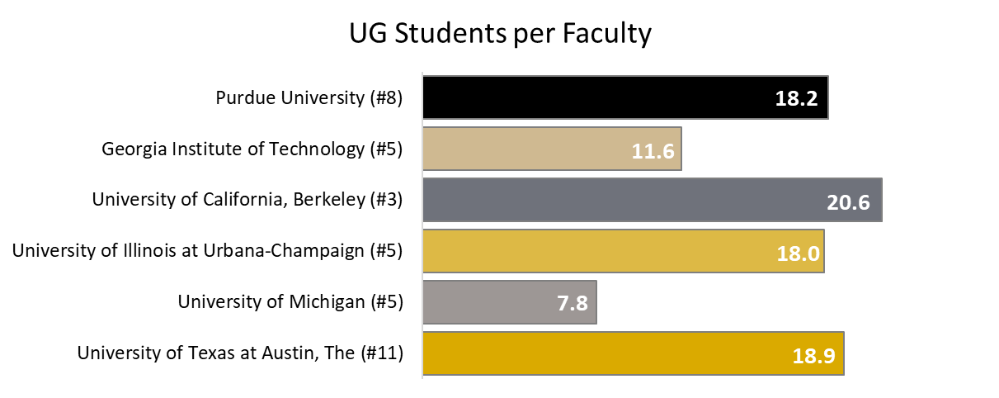 UG Students per Faculty
Purdue University (#8) 18.2
Georgia Institute of Technology (#5) 11.6
University of California, Berkeley (#3) 20.6
University of Illinois at Urbana-Champaign (#5) 18.0
University of Michigan (#5) 7.8
University of Texas at Austin, The (#11) 18.9